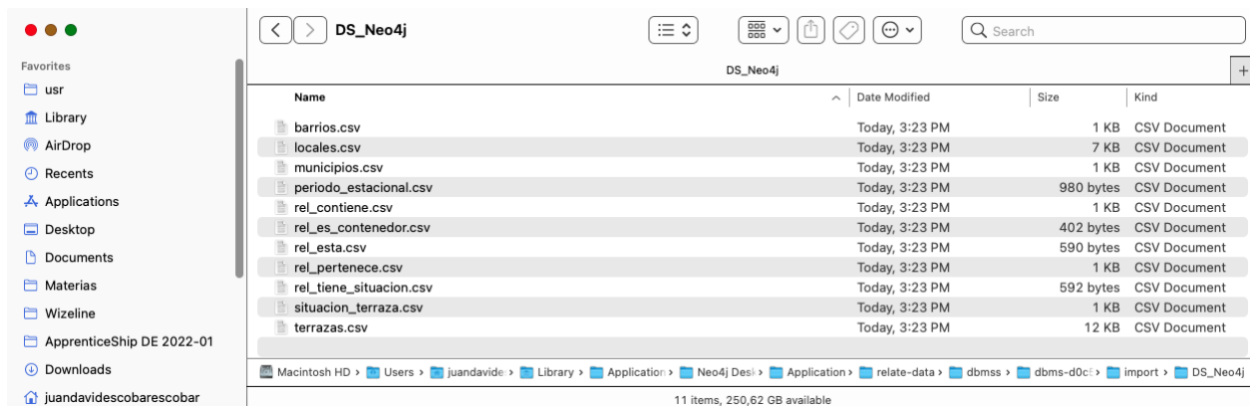 DS_Neo4j
Search
Favorites
usr
Library
AirDrop
Recents
Applications
Desktop
Documents
Materias
Wizeline
ApprenticeShip DE 2022-01
Downloads
juandavidescobarescobar
DS_Neo4j
Name Date Modified Size Kind
barrios.csv Today, 3:23 PM 1 KB CSV Document
locales.csv Today, 3:23 PM 7 KB CSV Document
municipios.csv Today, 3:23 PM 1 KB CSV Document
periodo_estacional.csv Today, 3:23 PM 980 bytes CSV Document
rel_contiene.csv Today, 3:23 PM 1 KB CSV Document
rel_es_contenedor.csv Today, 3:23 PM 402 bytes CSV Document
rel_esta.csv Today, 3:23 PM 590 bytes CSV Document
rel_pertenece.csv Today, 3:23 PM 1 KB CSV Document
rel_tiene_situacion.csv Today, 3:23 PM 592 bytes CSV Document
situacion_terraza.csv Today, 3:23 PM 1 KB CSV Document
terrazas.csv Today, 3:23 PM 12 KB CSV Document
Macintosh HD › Users › juandavide › Library › Application › Neo4j Des › Application › relate-data › dbmss › dbms-d0c › import › DS_Neo4j
11 items, 250,62 GB available